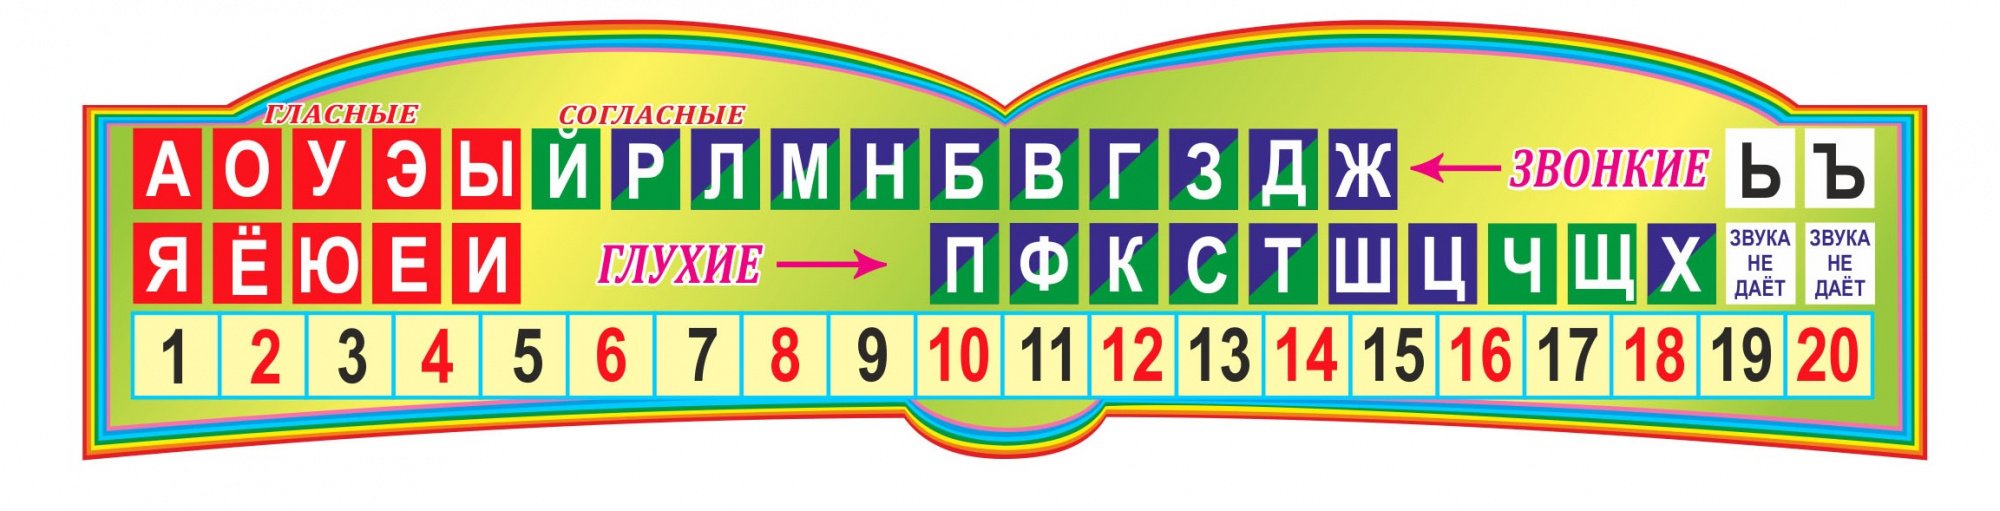 ГЛАСНЫЕ СОГЛАСНЫЕ
А О У Э Ы Й Р Л М Н Б В Г З Д Ж ЗВОНКИЕ Ь Ъ
Я Ё Ю Е И ГЛУХИЕ П Ф К С Т Ш Ц Ч Щ Х ЗВУКА НЕ ДАЁТ ЗВУКА НЕ ДАЁТ
1 2 3 4 5 6 7 8 9 10 11 12 13 14 15 16 17 18 19 20